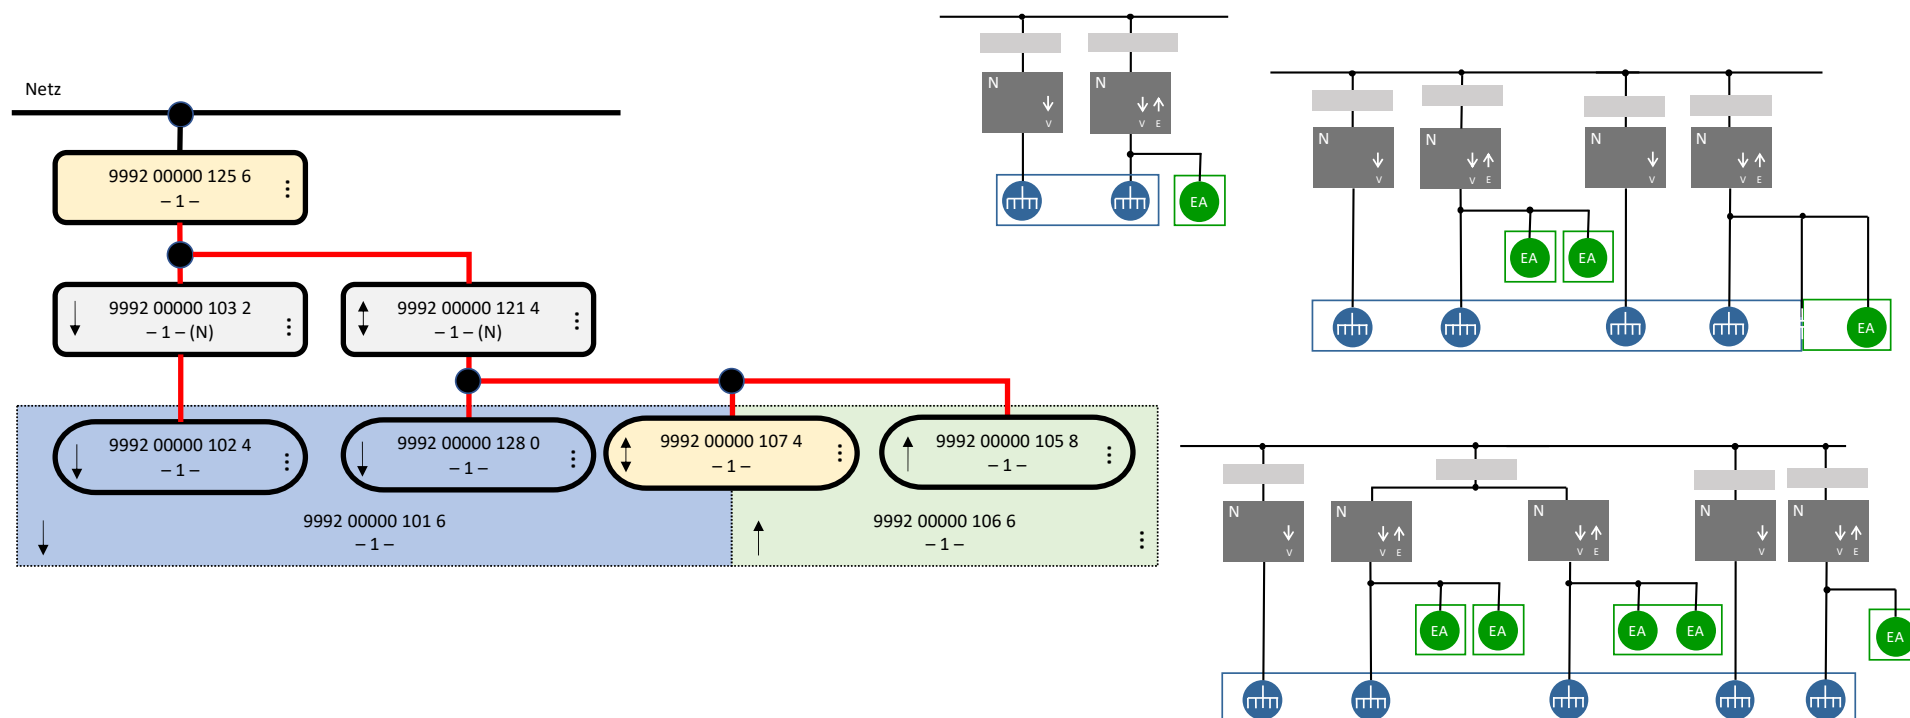 Netz
9992 00000 125 6
– 1 –
9992 00000 103 2
– 1 – (N)
9992 00000 121 4
– 1 – (N)
9992 00000 102 4
– 1 –
9992 00000 128 0
– 1 –
9992 00000 107 4
– 1 –
9992 00000 105 8
– 1 –
9992 00000 101 6
– 1 –
9992 00000 106 6
– 1 –
N
V
N
V E
EA
N
V
N
V E
N
V
N
V E
EA
EA
EA
N
V
N
V E
N
V E
N
V
N
V E
EA
EA
EA
EA
EA